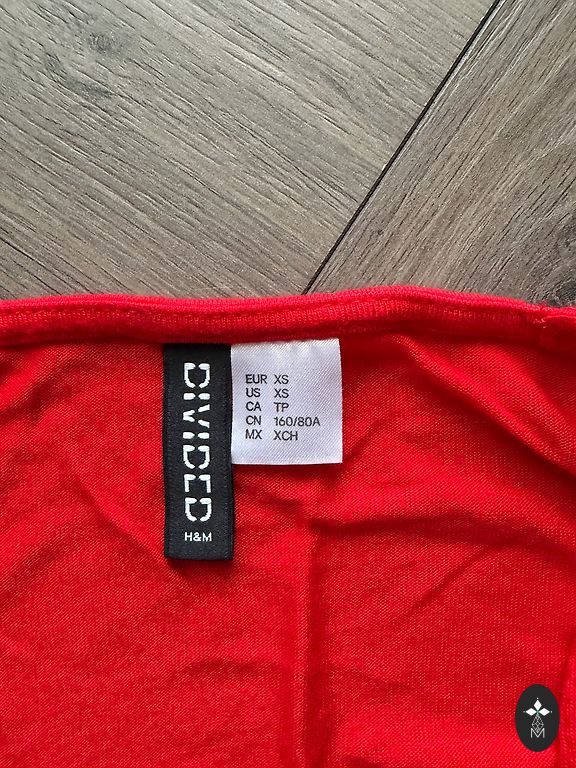 DIVIDED
H&M
EUR XS
US XS
CA TP
CN 160/80A
MX XCH